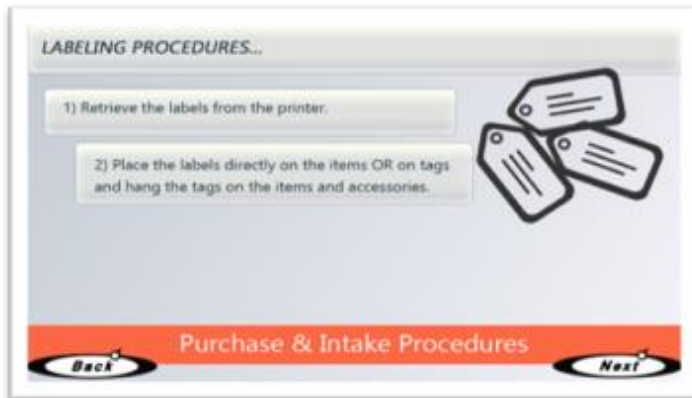 LABELING PROCEDURES...
1) Retrieve the labels from the printer.
2) Place the labels directly on the items OR on tags
and hang the tags on the items and accessories.
Purchase & Intake Procedures
Back
Next